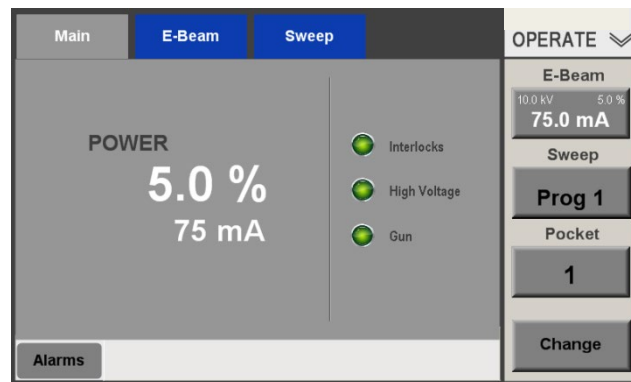 Main
E-Beam
Sweep
POWER
5.0 %
75 mA
Interlocks
High Voltage
Gun
Alarms
OPERATE
E-Beam
10.0 kV 5.0 %
75.0 mA
Sweep
Prog 1
Pocket
1
Change